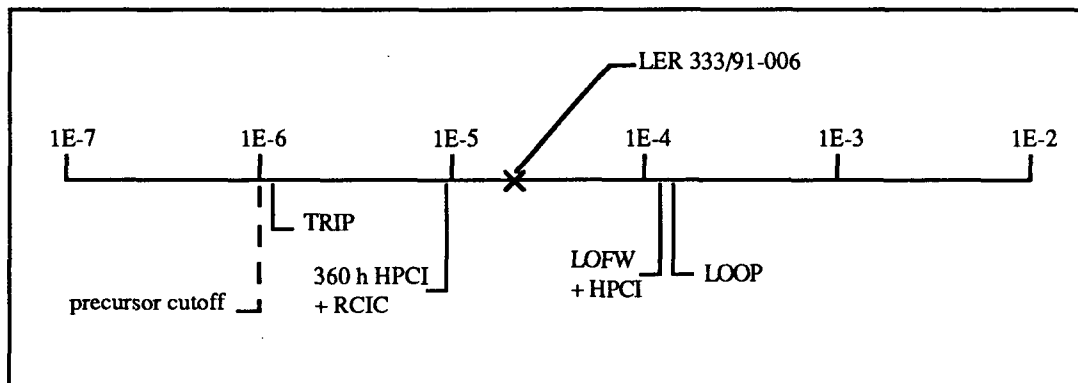 LER 333/91-006
1E-7 1E-6 1E-5 1E-4 1E-3 1E-2
TRIP
360 h HPCI
+ RCIC
LOFW
+ HPCI
LOOP
precursor cutoff